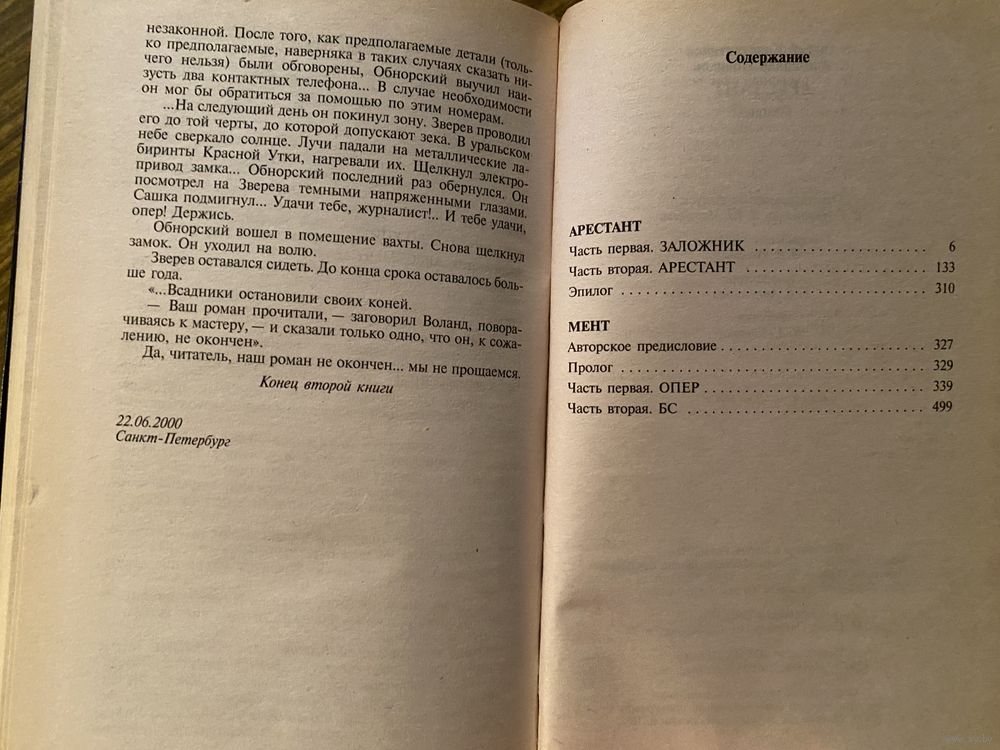 незаконной. После того, как предполагаемые детали (толь-
ко предполагаемые, наверняка в таких случаях сказать ни-
чего нельзя) были обговорены, Обнорский выучил наи-
зусть два контактных телефона... В случае необходимости
он мог бы обратиться за помощью по этим номерам.
...На следующий день он покинул зону. Зверев проводил
его до той черты, до которой допускают зека. В уральском
небе сверкало солнце. Лучи падали на металлические ла-
биринты Красной Утки, нагревали их. Щелкнул электро-
привод замка... Обнорский последний раз обернулся. Он
посмотрел на Зверева темными напряженными глазами.
Сашка подмигнул... Удачи тебе, журналист!.. И тебе удачи,
опер! Держись.
Обнорский вошел в помещение вахты. Снова щелкнул
замок. Он уходил на волю.
Зверев оставался сидеть. До конца срока оставалось боль-
ше года.
«...Всадники остановили своих коней.
— Ваш роман прочитали, — заговорил Воланд, повора-
чиваясь к мастеру, — и сказали только одно, что он, к сожа-
лению, не окончен».
Да, читатель, наш роман не окончен... мы не прощаемся.
Конец второй книги
22.06.2000
Санкт-Петербург
Содержание
АРЕСТАНТ
Часть первая. ЗАЛОЖНИК ........................ 6
Часть вторая. АРЕСТАНТ ........................ 133
Эпилог ........................................ 310
МЕНТ
Авторское предисловие ........................... 327
Пролог ........................................ 329
Часть первая. ОПЕР ............................. 339
Часть вторая. БС ............................... 499